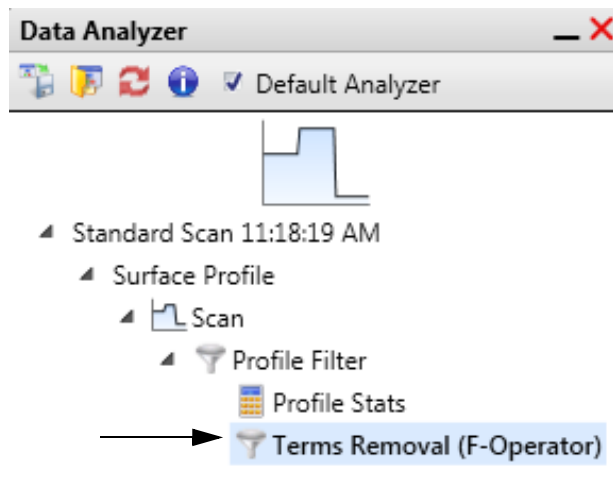 Data Analyzer
Default Analyzer
Standard Scan 11:18:19 AM
Surface Profile
Scan
Profile Filter
Profile Stats
Terms Removal (F-Operator)